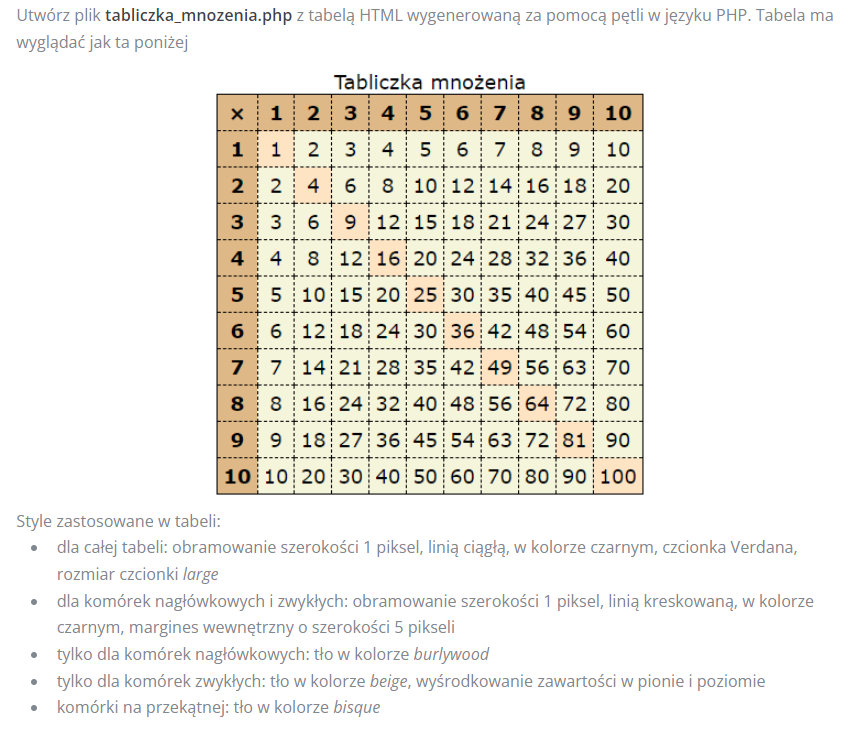 Utwórz plik tabliczka_mnozenia.php z tabelą HTML wygenerowaną za pomocą pętli w języku PHP. Tabela ma
wyglądać jak ta poniżej
Tabliczka mnożenia
× 1 2 3 4 5 6 7 8 9 10
1 1 2 3 4 5 6 7 8 9 10
2 2 4 6 8 10 12 14 16 18 20
3 3 6 9 12 15 18 21 24 27 30
4 4 8 12 16 20 24 28 32 36 40
5 5 10 15 20 25 30 35 40 45 50
6 6 12 18 24 30 36 42 48 54 60
7 7 14 21 28 35 42 49 56 63 70
8 8 16 24 32 40 48 56 64 72 80
9 9 18 27 36 45 54 63 72 81 90
10 10 20 30 40 50 60 70 80 90 100
Style zastosowane w tabeli:
• dla całej tabeli: obramowanie szerokości 1 piksel, linią ciągłą, w kolorze czarnym, czcionka Verdana,
rozmiar czcionki large
• dla komórek nagłówkowych i zwykłych: obramowanie szerokości 1 piksel, linią kreskowaną, w kolorze
czarnym, margines wewnętrzny o szerokości 5 pikseli
• tylko dla komórek nagłówkowych: tło w kolorze burlywood
• tylko dla komórek zwykłych: tło w kolorze beige, wyśrodkowanie zawartości w pionie i poziomie
• komórki na przekątnej: tło w kolorze bisque